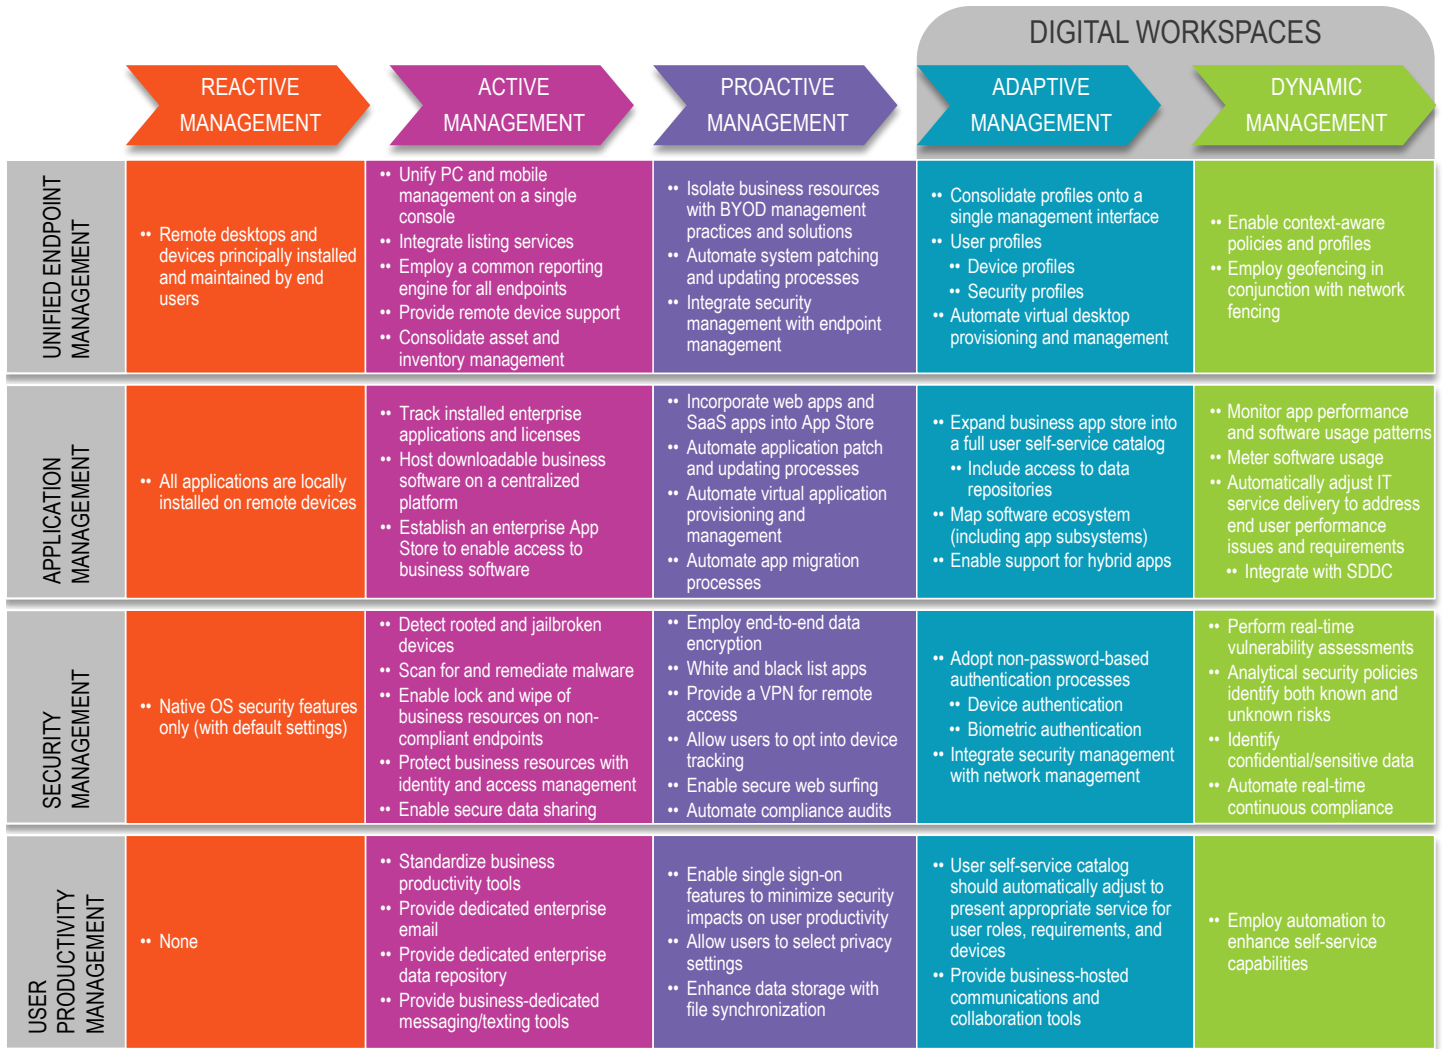 DIGITAL WORKSPACES
REACTIVE
MANAGEMENT
ACTIVE
MANAGEMENT
PROACTIVE
MANAGEMENT
ADAPTIVE
MANAGEMENT
DYNAMIC
MANAGEMENT
UNIFIED ENDPOINT
MANAGEMENT
•• Remote desktops and
devices principally installed
and maintained by end
users
•• Unify PC and mobile
management on a single
console
•• Integrate listing services
•• Employ a common reporting
engine for all endpoints
•• Provide remote device support
•• Consolidate asset and
inventory management
•• Isolate business resources
with BYOD management
practices and solutions
•• Automate system patching
and updating processes
•• Integrate security
management with endpoint
management
•• Consolidate profiles onto a
single management interface
•• User profiles
•• Device profiles
•• Security profiles
•• Automate virtual desktop
provisioning and management
•• Enable context-aware
policies and profiles
•• Employ geofencing in
conjunction with network
fencing
APPLICATION
MANAGEMENT
•• All applications are locally
installed on remote devices
•• Track installed enterprise
applications and licenses
•• Host downloadable business
software on a centralized
platform
•• Establish an enterprise App
Store to enable access to
business software
•• Incorporate web apps and
SaaS apps into App Store
•• Automate application patch
and updating processes
•• Automate virtual application
provisioning and
management
•• Automate app migration
processes
•• Expand business app store into
a full user self-service catalog
•• Include access to data
repositories
•• Map software ecosystem
(including app subsystems)
•• Enable support for hybrid apps
•• Monitor app performance
and software usage patterns
•• Meter software usage
•• Automatically adjust IT
service delivery to address
end user performance
issues and requirements
•• Integrate with SDDC
SECURITY
MANAGEMENT
•• Native OS security features
only (with default settings)
•• Detect rooted and jailbroken
devices
•• Scan for and remediate malware
•• Enable lock and wipe of
business resources on non-
compliant endpoints
•• Protect business resources with
identity and access management
•• Enable secure data sharing
•• Employ end-to-end data
encryption
•• White and black list apps
•• Provide a VPN for remote
access
•• Allow users to opt into device
tracking
•• Enable secure web surfing
•• Automate compliance audits
•• Adopt non-password-based
authentication processes
•• Device authentication
•• Biometric authentication
•• Integrate security management
with network management
•• Perform real-time
vulnerability assessments
•• Analytical security policies
identify both known and
unknown risks
•• Identify
confidential/sensitive data
•• Automate real-time
continuous compliance
USER
PRODUCTIVITY
MANAGEMENT
•• None
•• Standardize business
productivity tools
•• Provide dedicated enterprise
email
•• Provide dedicated enterprise
data repository
•• Provide business-dedicated
messaging/texting tools
•• Enable single sign-on
features to minimize security
impacts on user productivity
•• Allow users to select privacy
settings
•• Enhance data storage with
file synchronization
•• User self-service catalog
should automatically adjust to
present appropriate service for
user roles, requirements, and
devices
•• Provide business-hosted
communications and
collaboration tools
•• Employ automation to
enhance self-service
capabilities